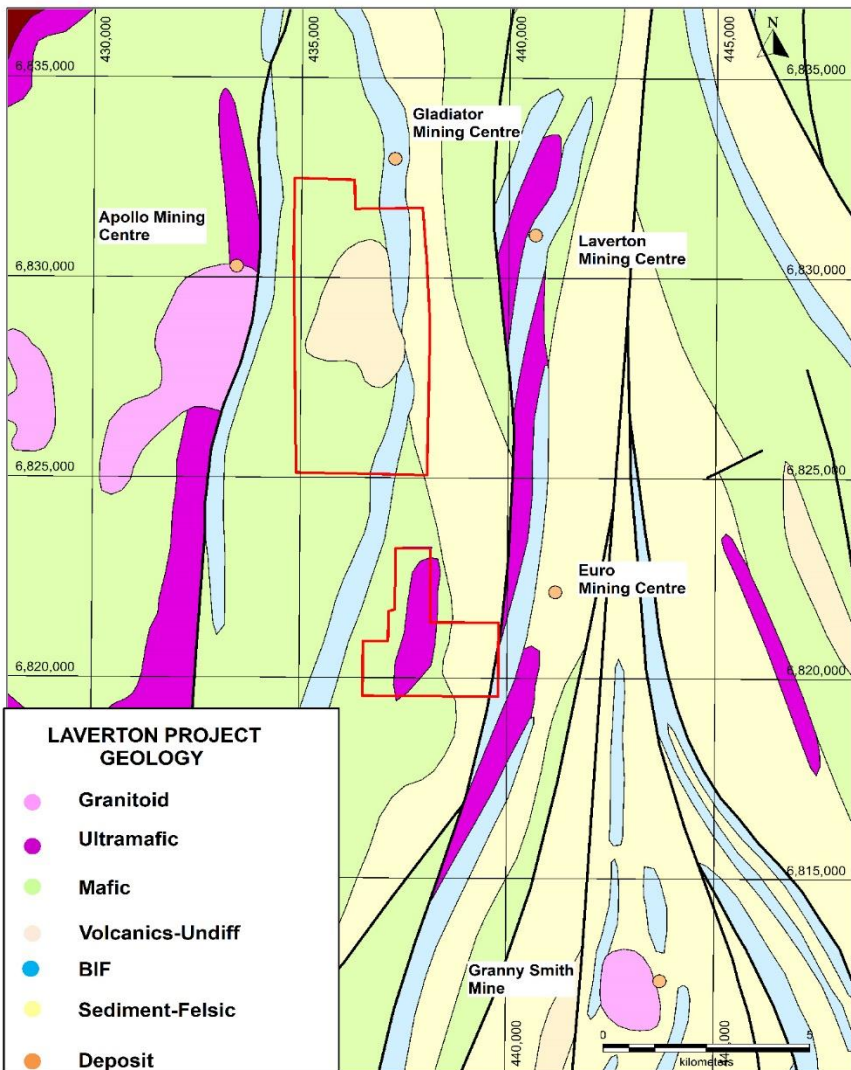 430,000
435,000
440,000
445,000
N
6,835,000
6,835,000
Gladiator
Mining Centre
Apollo Mining
Centre
Laverton
Mining Centre
6,830,000
6,830,000
6,825,000
6,825,000
Euro
Mining Centre
6,820,000
6,820,000
LAVERTON PROJECT
GEOLOGY
Granitoid
Ultramafic
Mafic
Volcanics-Undiff
BIF
Sediment-Felsic
Deposit
6,815,000
Granny Smith
Mine
440,000
0
5
kilometers